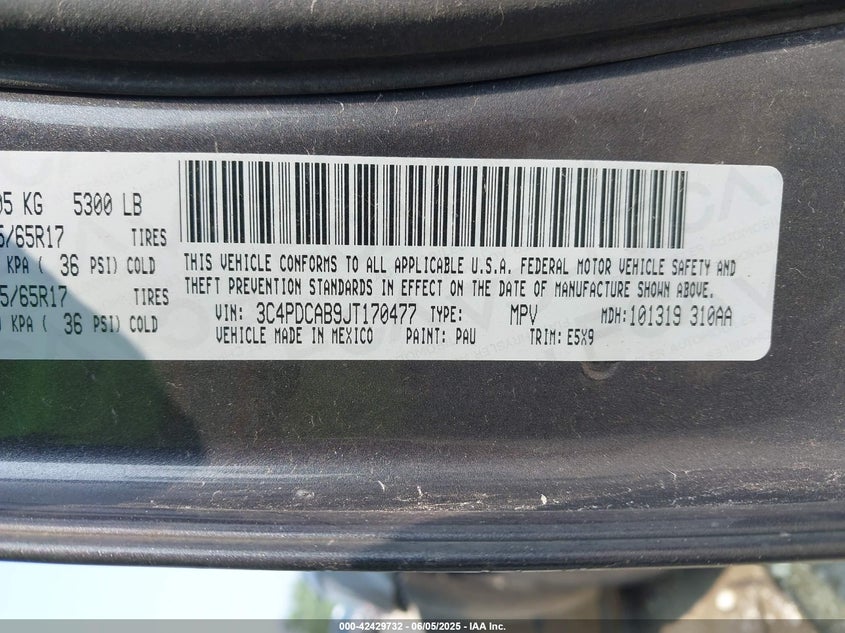 05 KG 5300 LB
5/65R17 TIRES
KPA ( 36 PSI) COLD
5/65R17 TIRES
KPA ( 36 PSI) COLD
THIS VEHICLE CONFORMS TO ALL APPLICABLE U.S.A. FEDERAL MOTOR VEHICLE SAFETY AND
THEFT PREVENTION STANDARDS IN EFFECT ON THE DATE OF MANUFACTURE SHOWN ABOVE.
VIN: 3C4PDCAB9JT170477 TYPE: MPV MDH:101319 310AA
VEHICLE MADE IN MEXICO PAINT: PAU TRIM: E5X9
000-42429732 - 06/05/2025 - IAA Inc.